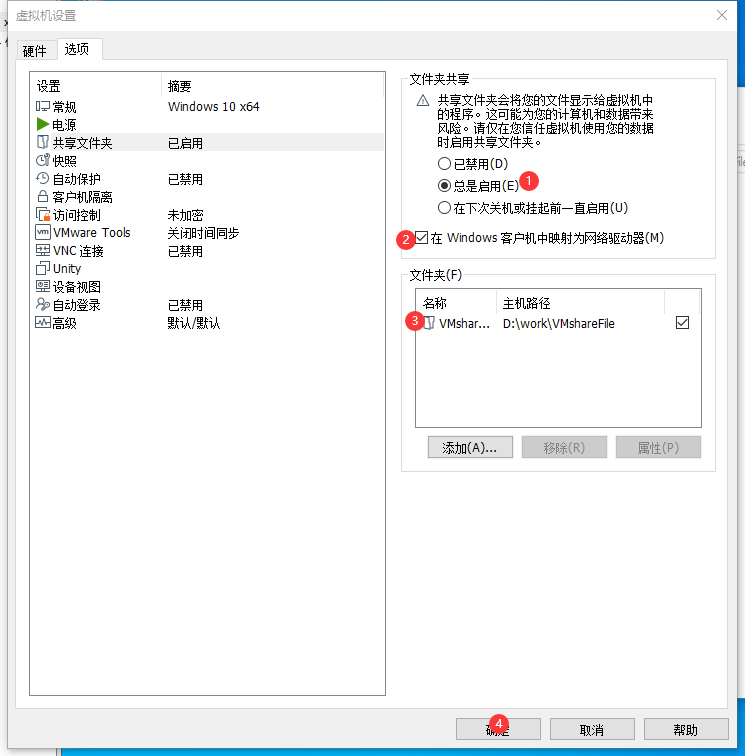 虚拟机设置
硬件 选项
设置 摘要
常规 Windows 10 x64
电源
共享文件夹 已启用
快照
自动保护 已禁用
客户机隔离
访问控制 未加密
VMware Tools 关闭时间同步
VNC 连接 已禁用
Unity
设备视图
自动登录 已禁用
高级 默认/默认
文件夹共享
共享文件夹会将您的文件显示给虚拟机中
的程序。这可能为您的计算机和数据带来
风险。请仅在您信任虚拟机使用您的数据
时启用共享文件夹。
已禁用(D)
总是启用(E) 1
在下次关机或挂起前一直启用(U)
2 在 Windows 客户机中映射为网络驱动器(M)
文件夹(F)
名称 主机路径
3 VMshar... D:\work\VMshareFile
添加(A)... 移除(R) 属性(P)
4
确定 取消 帮助